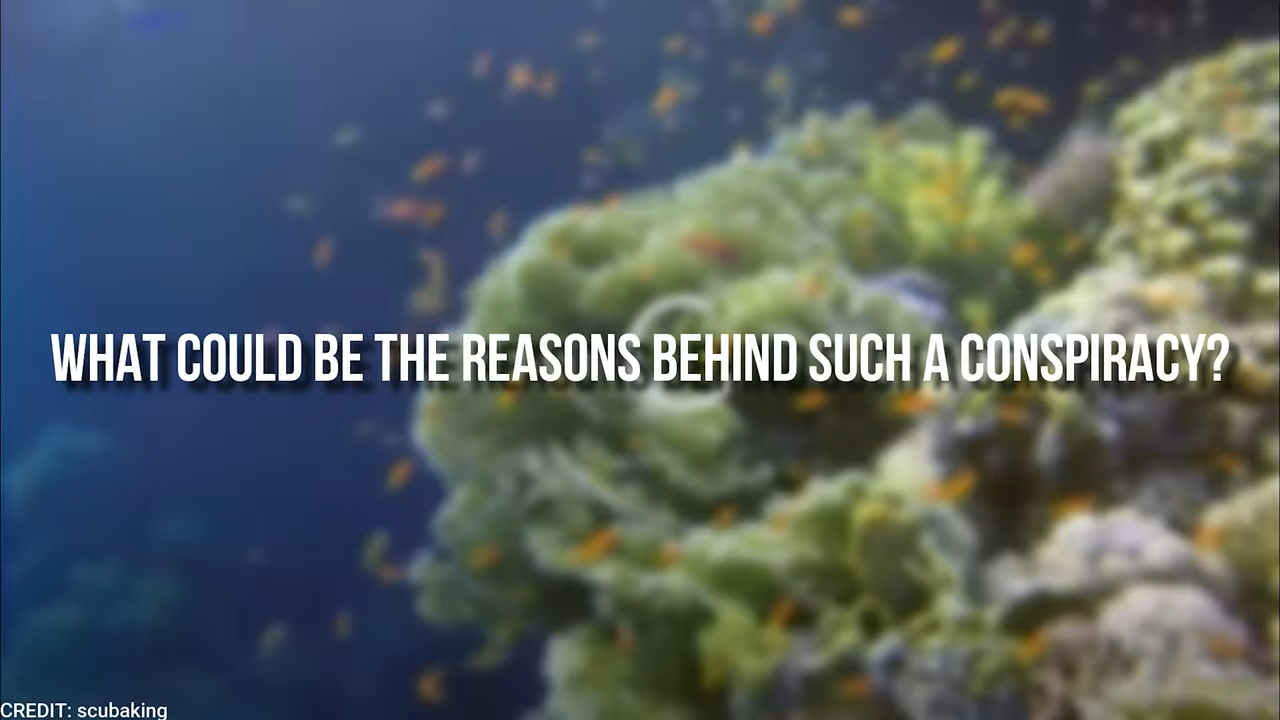 WHAT COULD BE THE REASONS BEHIND SUCH A CONSPIRACY?
CREDIT: scubaking